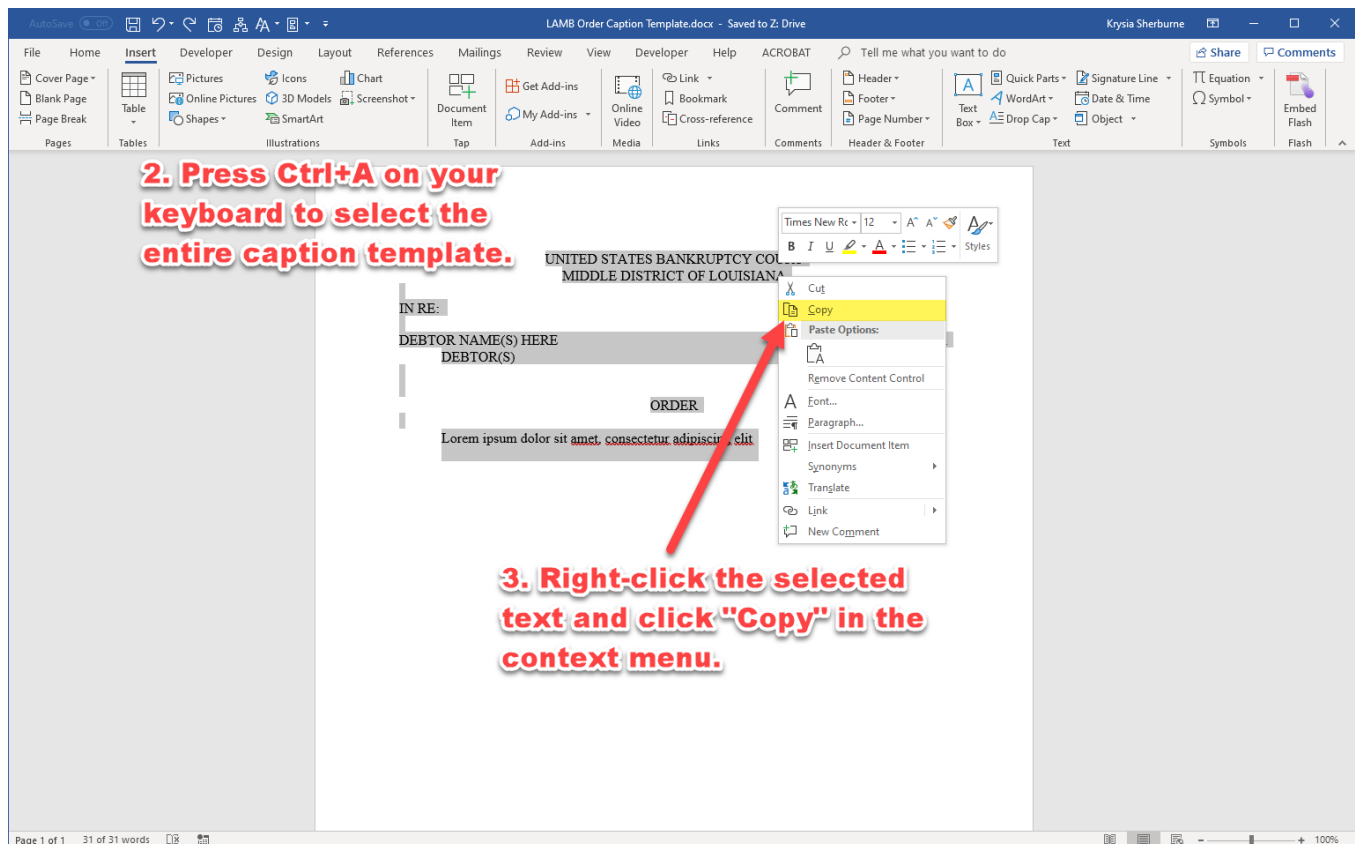 AutoSave Off LAMB Order Caption Template.docx - Saved to Z: Drive Krysia Sherburne
File Home Insert Developer Design Layout References Mailings Review View Developer Help ACROBAT Tell me what you want to do Share Comments
Cover Page
Blank Page
Page Break
Pages
Table
Tables
Pictures Icons Chart
Online Pictures 3D Models Screenshot
Shapes SmartArt
Illustrations
Document
Item
Tap
Get Add-ins
My Add-ins
Add-ins
Online
Video
Media
Link
Bookmark
Cross-reference
Links
Comment
Comments
Header
Footer
Page Number
Header & Footer
Text
Box
Quick Parts Signature Line
WordArt Date & Time
Drop Cap Object
Text
Equation
Symbol
Symbols
Embed
Flash
Flash
2. Press Ctrl+A on your
keyboard to select the
entire caption template.
UNITED STATES BANKRUPTCY
MIDDLE DISTRICT OF LOUISIANA
IN RE:
DEBTOR NAME(S) HERE
DEBTOR(S)
ORDER
Lorem ipsum dolor sit amet, consectetur adipiscing elit
Times New Rc 12 A A
B I U A Styles
Cut
Copy
Paste Options:
A
Remove Content Control
A Font...
Paragraph...
Insert Document Item
Synonyms
Translate
Link
New Comment
3. Right-click the selected
text and click "Copy" in the
context menu.
Page 1 of 1 31 of 31 words 100%